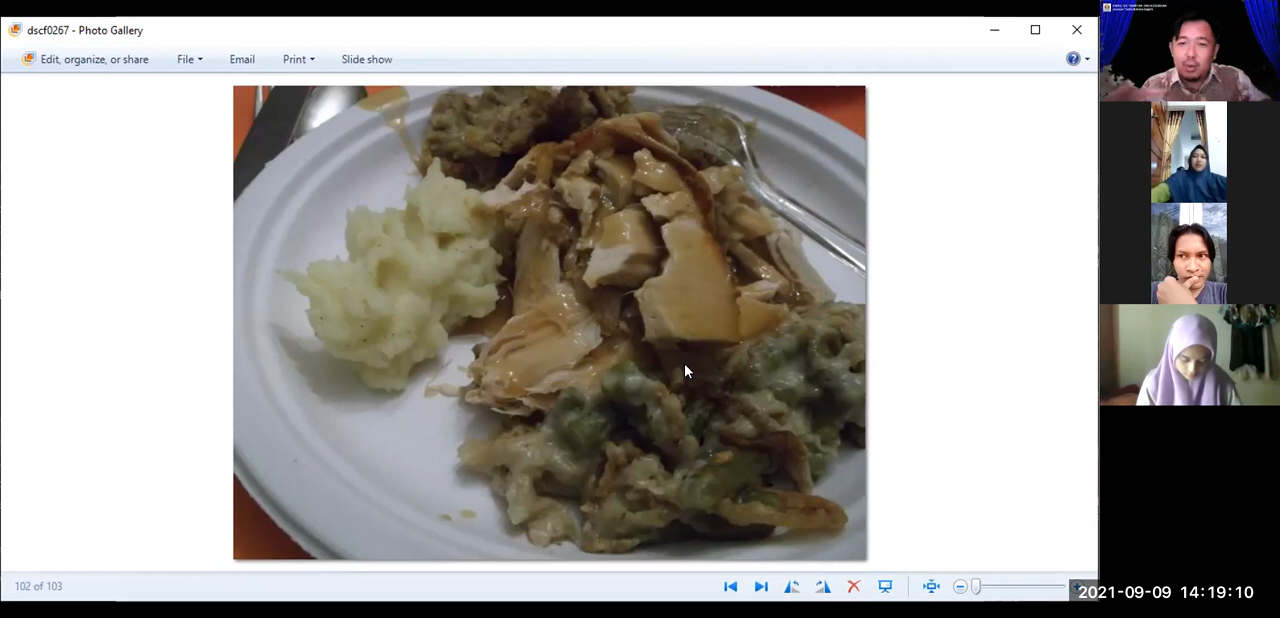 dscf0267 - Photo Gallery
Edit, organize, or share File Email Print Slide show
102 of 103
2021-09-09 14:19:10